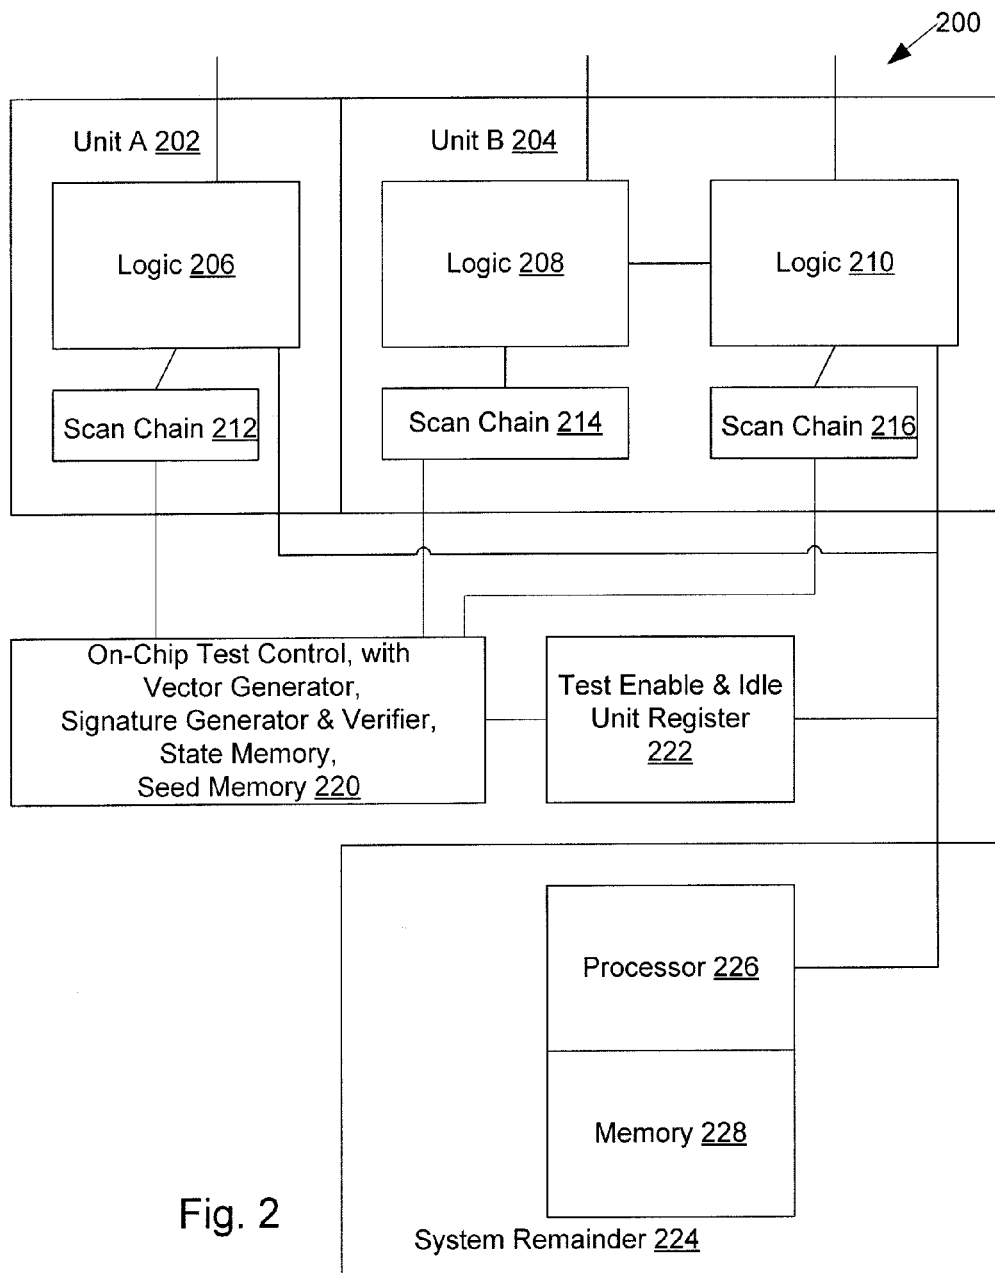 200
Unit A 202
Unit B 204
Logic 206
Logic 208
Logic 210
Scan Chain 212
Scan Chain 214
Scan Chain 216
On-Chip Test Control, with
Vector Generator,
Signature Generator & Verifier,
State Memory,
Seed Memory 220
Test Enable & Idle
Unit Register
222
Processor 226
Memory 228
Fig. 2
System Remainder 224